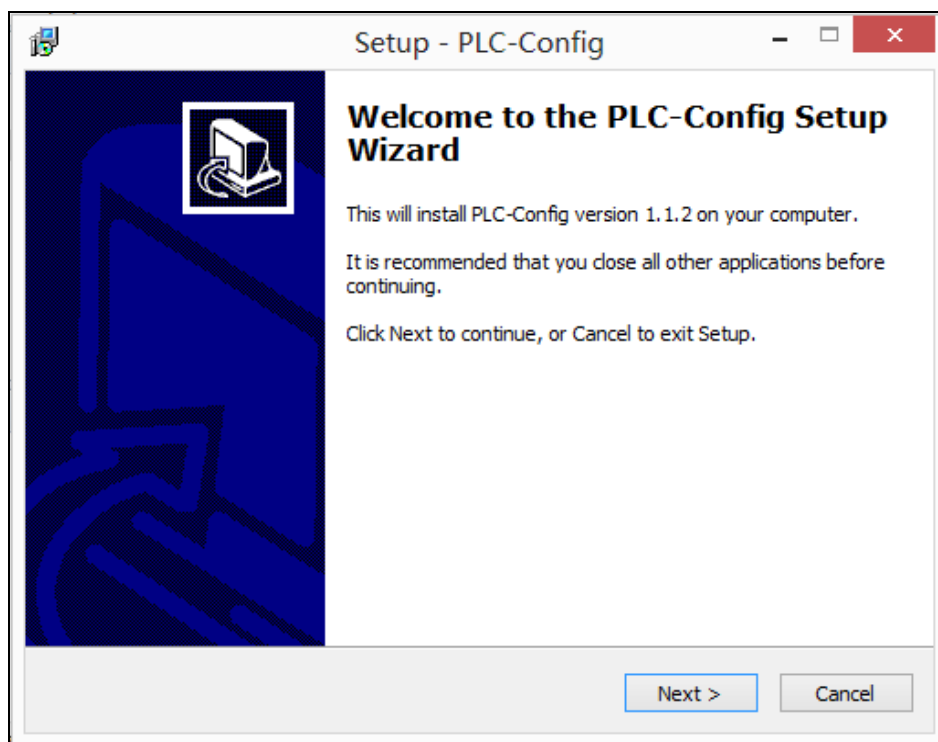 Setup - PLC-Config
Welcome to the PLC-Config Setup
Wizard
This will install PLC-Config version 1.1.2 on your computer.
It is recommended that you close all other applications before
continuing.
Click Next to continue, or Cancel to exit Setup.
Next >
Cancel